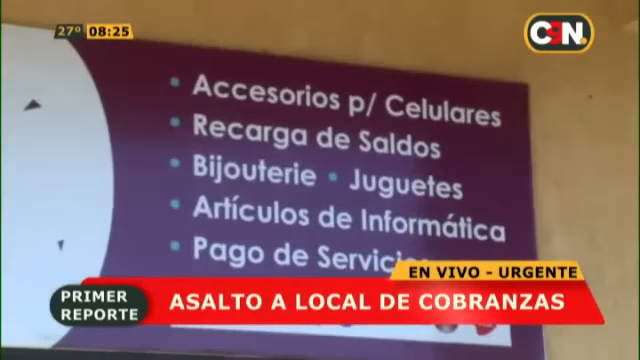 27º 08:25
C9N.
• Accesorios p/ Celulares
• Recarga de Saldos
• Bijouterie • Juguetes
• Artículos de Informática
• Pago de
EN VIVO - URGENTE
PRIMER REPORTE
ASALTO A LOCAL DE COBRANZAS